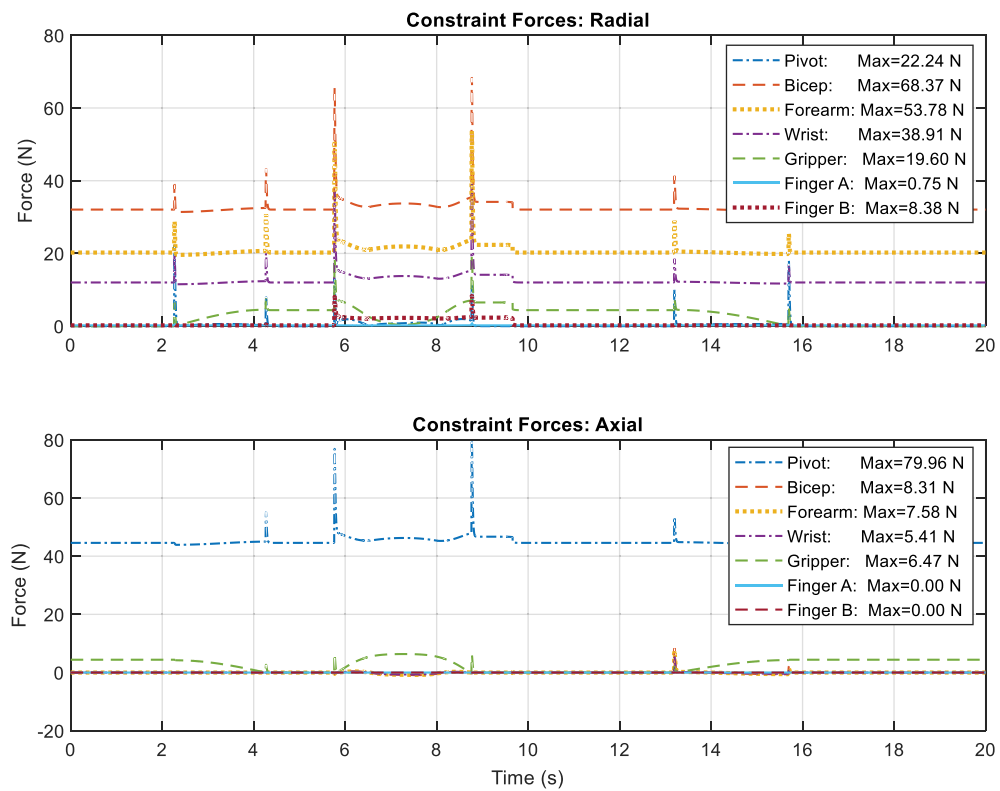 Constraint Forces: Radial
80
60
40
20
0
Force (N)
Pivot: Max=22.24 N
Bicep: Max=68.37 N
Forearm: Max=53.78 N
Wrist: Max=38.91 N
Gripper: Max=19.60 N
Finger A: Max=0.75 N
Finger B: Max=8.38 N
0 2 4 6 8 10 12 14 16 18 20
Constraint Forces: Axial
80
60
40
20
0
-20
Force (N)
Pivot: Max=79.96 N
Bicep: Max=8.31 N
Forearm: Max=7.58 N
Wrist: Max=5.41 N
Gripper: Max=6.47 N
Finger A: Max=0.00 N
Finger B: Max=0.00 N
0 2 4 6 8 10 12 14 16 18 20
Time (s)